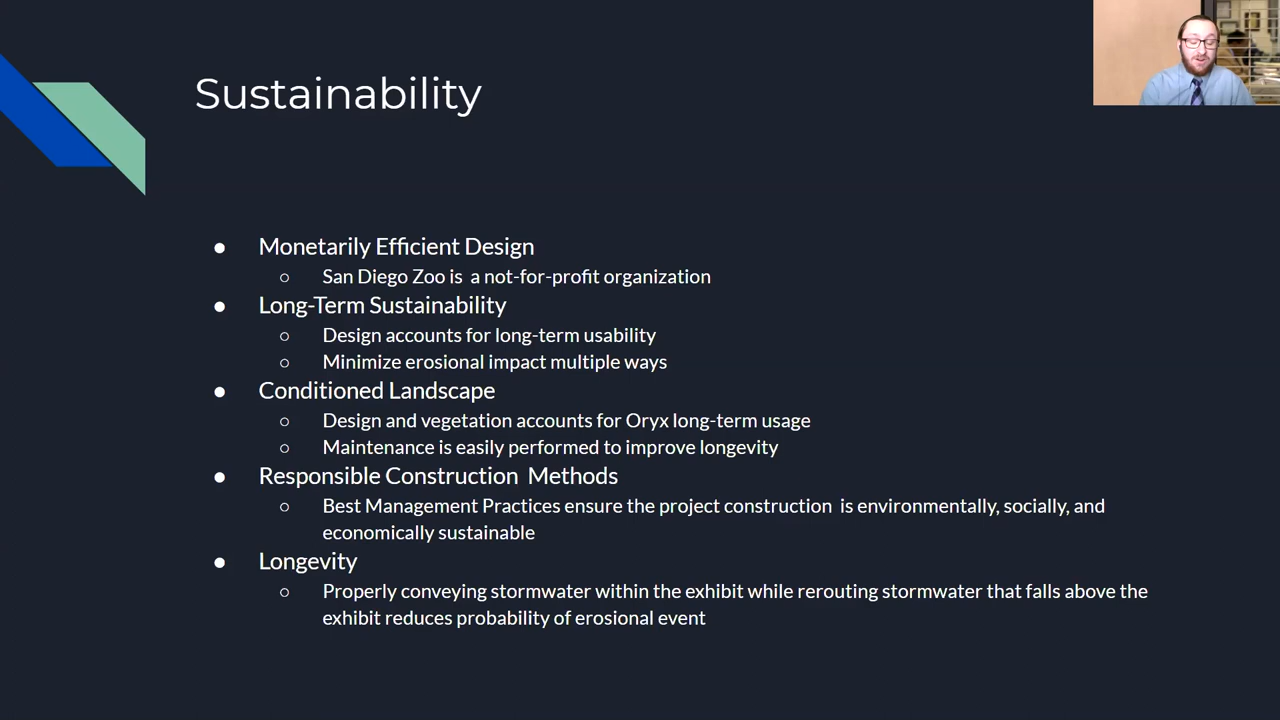 Sustainability
● Monetarily Efficient Design
○ San Diego Zoo is a not-for-profit organization
● Long-Term Sustainability
○ Design accounts for long-term usability
○ Minimize erosional impact multiple ways
● Conditioned Landscape
○ Design and vegetation accounts for Oryx long-term usage
○ Maintenance is easily performed to improve longevity
● Responsible Construction Methods
○ Best Management Practices ensure the project construction is environmentally, socially, and
economically sustainable
● Longevity
○ Properly conveying stormwater within the exhibit while rerouting stormwater that falls above the
exhibit reduces probability of erosional event